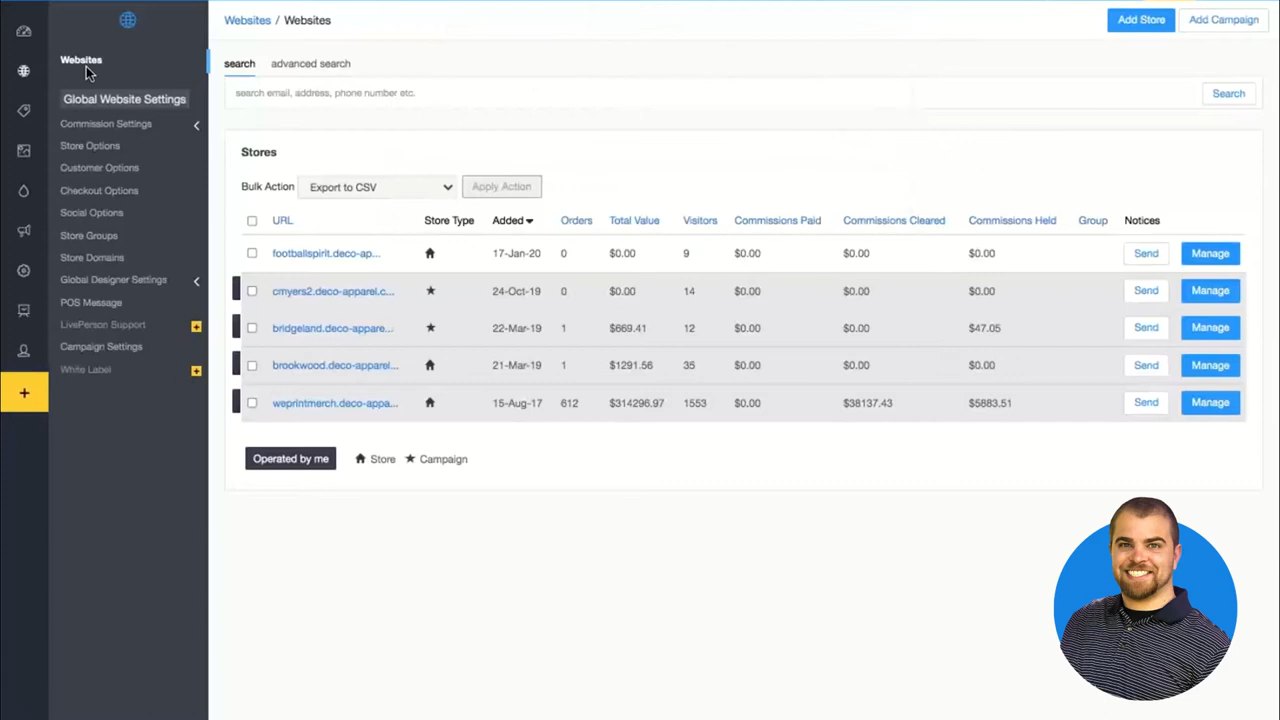 Websites / Websites
Add Store
Add Campaign
Websites
Global Website Settings
Commission Settings
Store Options
Customer Options
Checkout Options
Social Options
Store Groups
Store Domains
Global Designer Settings
POS Message
LivePerson Support
Campaign Settings
White Label
search advanced search
search email, address, phone number etc.
Search
Stores
Bulk Action Export to CSV Apply Action
URL Store Type Added Orders Total Value Visitors Commissions Paid Commissions Cleared Commissions Held Group Notices
footballspirit.deco-ap... 17-Jan-20 0 $0.00 9 $0.00 $0.00 $0.00 Send Manage
cmyers2.deco-apparel.c... 24-Oct-19 0 $0.00 14 $0.00 $0.00 $0.00 Send Manage
bridgeland.deco-appare... 22-Mar-19 1 $669.41 12 $0.00 $0.00 $47.05 Send Manage
brookwood.deco-apparel... 21-Mar-19 1 $1291.56 35 $0.00 $0.00 $0.00 Send Manage
weprintmerch.deco-appa... 15-Aug-17 612 $314296.97 1553 $0.00 $38137.43 $5883.51 Send Manage
Operated by me Store Campaign